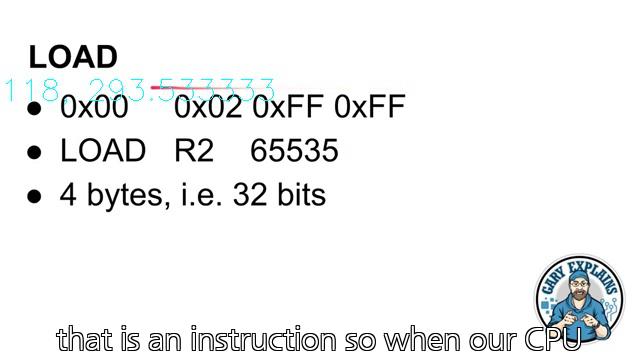 LOAD
118, 293.533333
● 0x00 0x02 0xFF 0xFF
● LOAD R2 65535
● 4 bytes, i.e. 32 bits
GARY EXPLAINS
that is an instruction so when our CPU